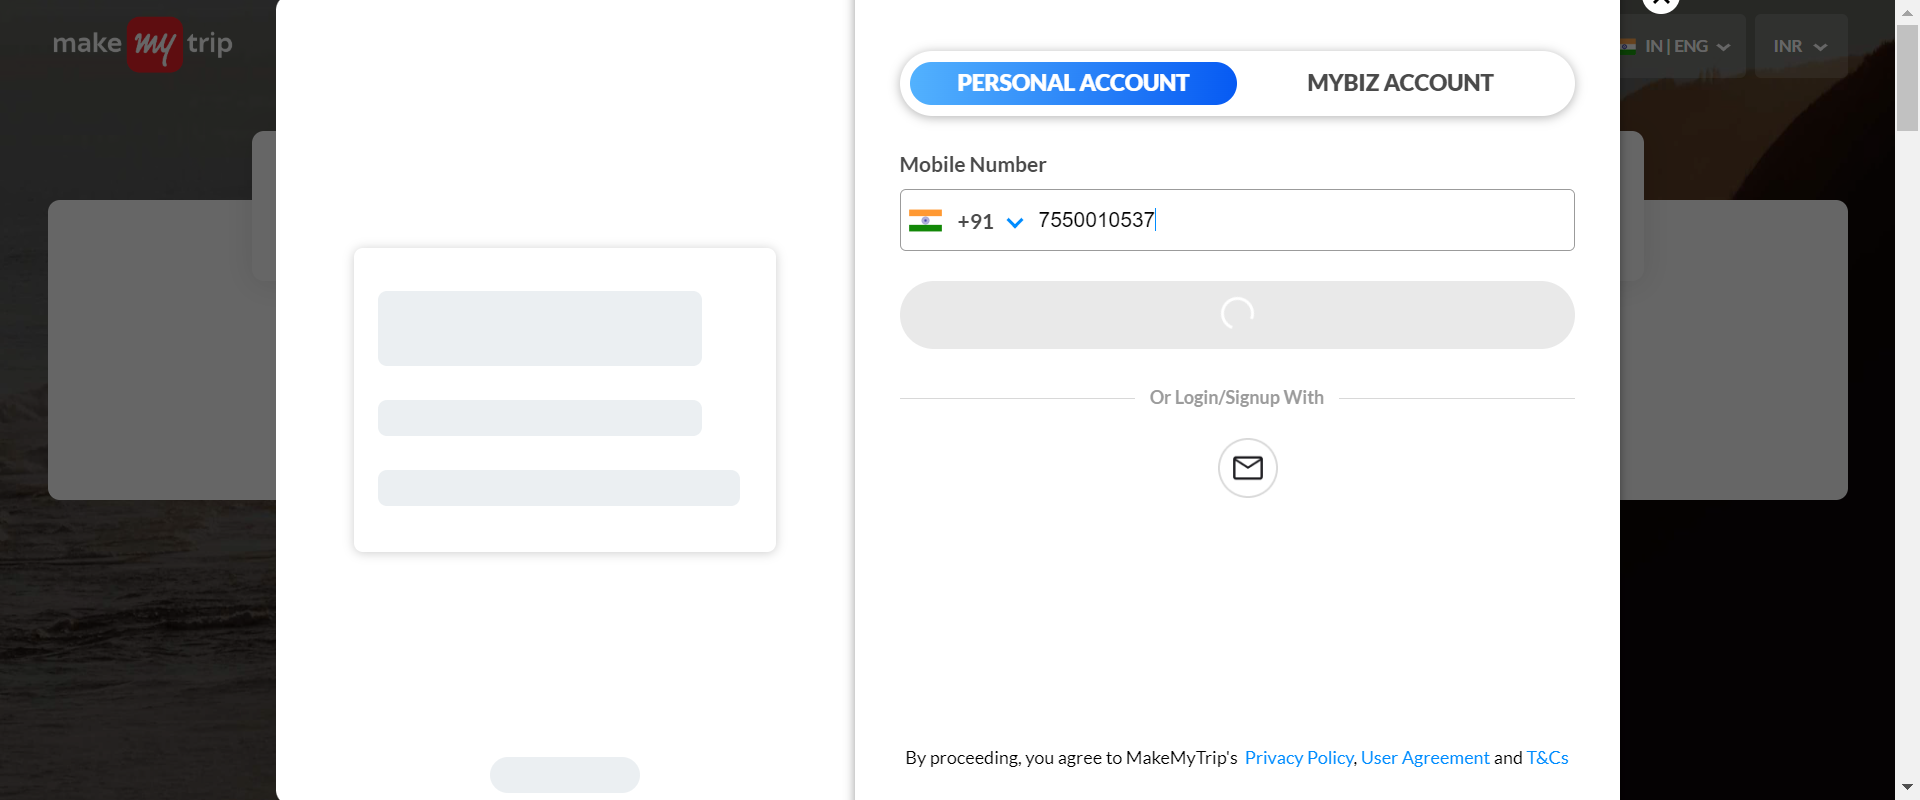 make my trip
IN | ENG
INR
PERSONAL ACCOUNT
MYBIZ ACCOUNT
Mobile Number
+91 7550010537
Or Login/Signup With
By proceeding, you agree to MakeMyTrip's Privacy Policy, User Agreement and T&Cs